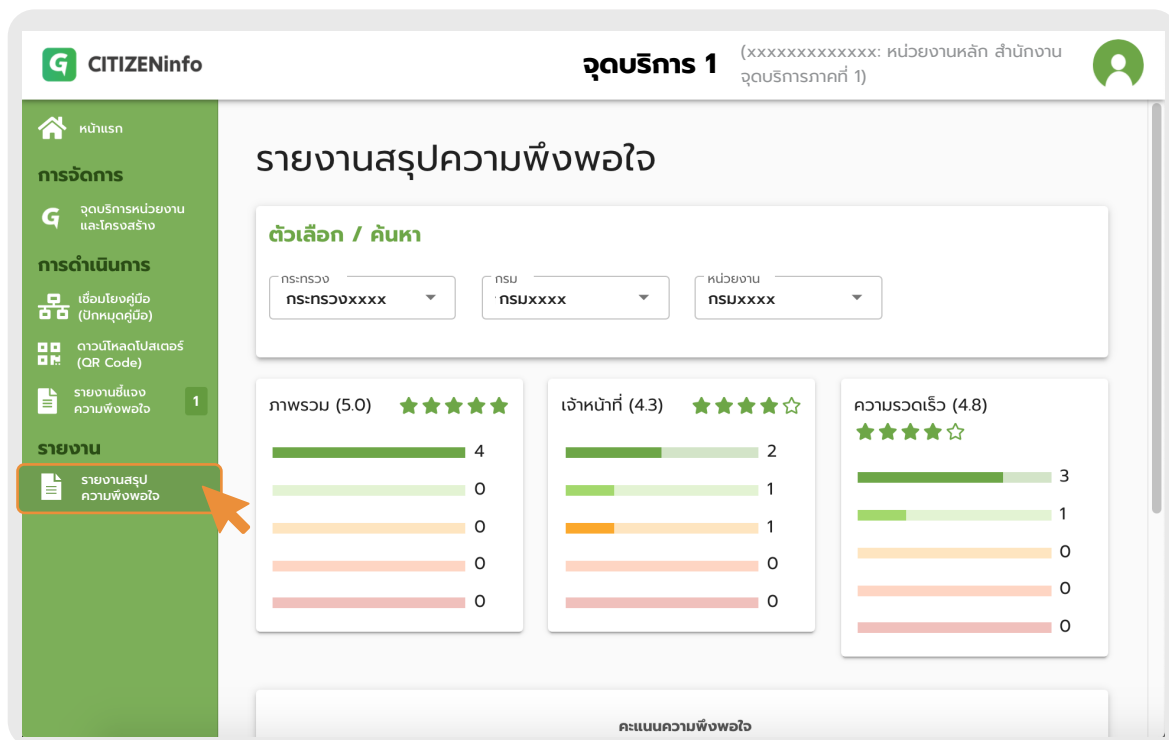 CITIZENinfo
จุดบริการ 1
(xxxxxxxxxxxxx: หน่วยงานหลัก สำนักงาน
จุดบริการภาคที่ 1)
หน้าแรก
การจัดการ
จุดบริการหน่วยงาน
และโครงสร้าง
การดำเนินการ
เชื่อมโยงคู่มือ
(ปักหมุดคู่มือ)
ดาวน์โหลดโปสเตอร์
(QR Code)
รายงานชี้แจง
ความพึงพอใจ
1
รายงาน
รายงานสรุป
ความพึงพอใจ
รายงานสรุปความพึงพอใจ
ตัวเลือก / ค้นหา
กระทรวง
กระทรวงxxxx
กรม
กรมxxxx
หน่วยงาน
กรมxxxx
ภาพรวม (5.0)
4
0
0
0
0
เจ้าหน้าที่ (4.3)
2
1
1
0
0
ความรวดเร็ว (4.8)
3
1
0
0
0
คะแนนความพึงพอใจ